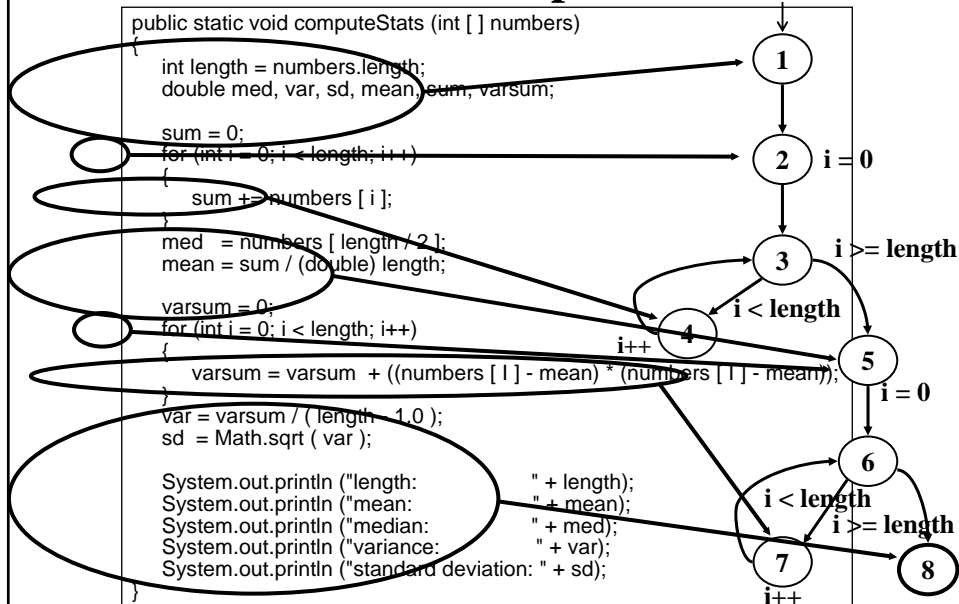 public static void computeStats (int [ ] numbers)
{
int length = numbers.length;
double med, var, sd, mean, sum, varsum;
sum = 0;
for (int i = 0; i < length; i++)
{
sum += numbers [ i ];
}
med = numbers [ length / 2 ];
mean = sum / (double) length;
varsum = 0;
for (int i = 0; i < length; i++)
{
varsum = varsum + ((numbers [ I ] - mean) * (numbers [ I ] - mean));
}
var = varsum / ( length - 1.0 );
sd = Math.sqrt ( var );
System.out.println ("length: " + length);
System.out.println ("mean: " + mean);
System.out.println ("median: " + med);
System.out.println ("variance: " + var);
System.out.println ("standard deviation: " + sd);
}
1
2
i = 0
3
i >= length
i < length
4
i++
5
i = 0
6
i < length
i >= length
7
i++
8